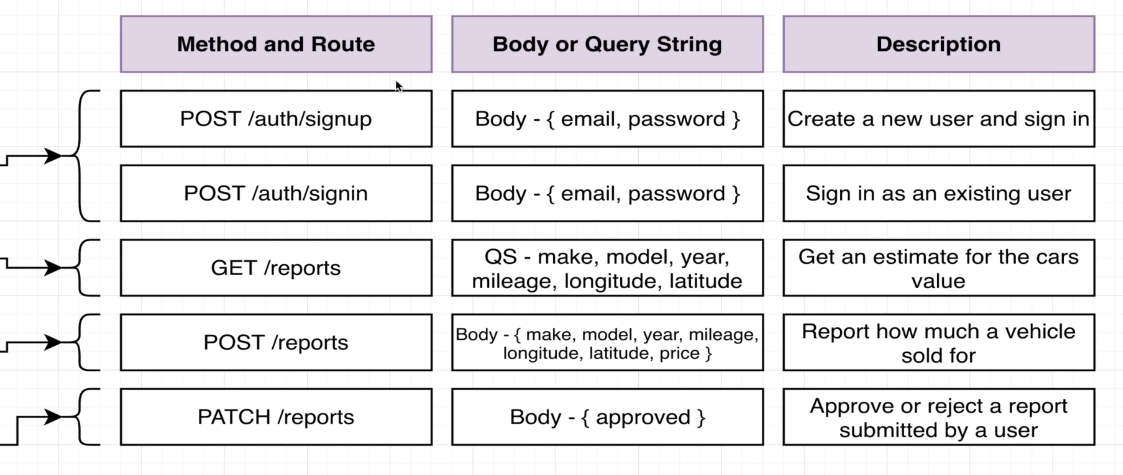 Method and Route
Body or Query String
Description
POST /auth/signup
Body - { email, password }
Create a new user and sign in
POST /auth/signin
Body - { email, password }
Sign in as an existing user
GET /reports
QS - make, model, year,
mileage, longitude, latitude
Get an estimate for the cars
value
POST /reports
Body - { make, model, year, mileage,
longitude, latitude, price }
Report how much a vehicle
sold for
PATCH /reports
Body - { approved }
Approve or reject a report
submitted by a user